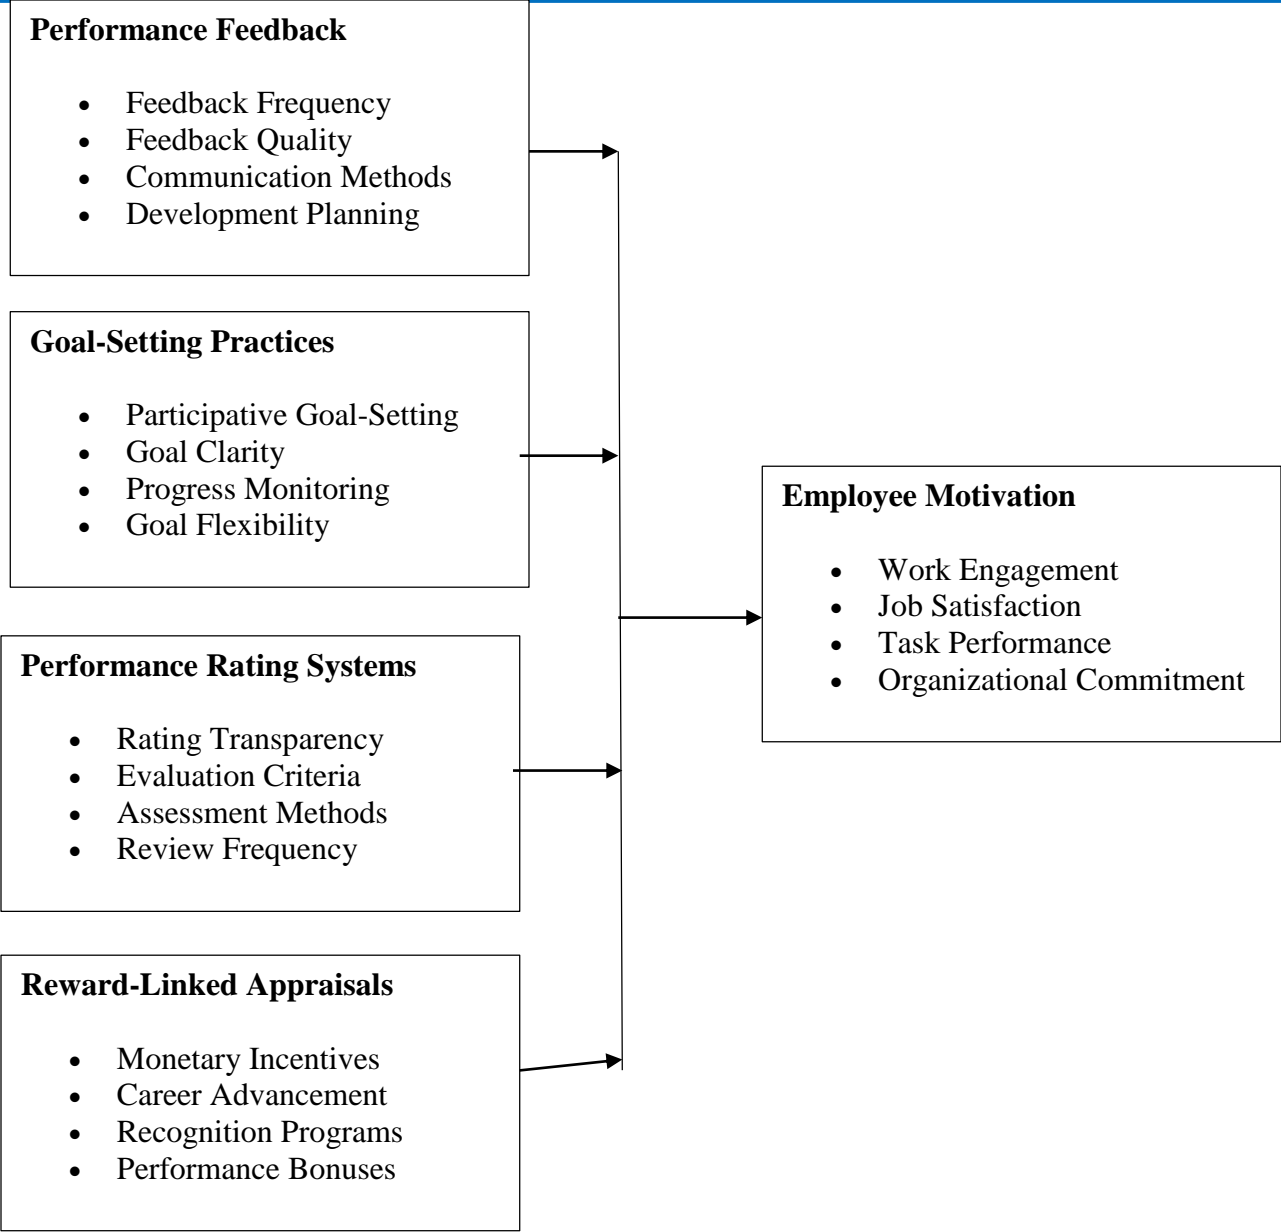 Performance Feedback
• Feedback Frequency
• Feedback Quality
• Communication Methods
• Development Planning
Goal-Setting Practices
• Participative Goal-Setting
• Goal Clarity
• Progress Monitoring
• Goal Flexibility
Performance Rating Systems
• Rating Transparency
• Evaluation Criteria
• Assessment Methods
• Review Frequency
Reward-Linked Appraisals
• Monetary Incentives
• Career Advancement
• Recognition Programs
• Performance Bonuses
Employee Motivation
• Work Engagement
• Job Satisfaction
• Task Performance
• Organizational Commitment